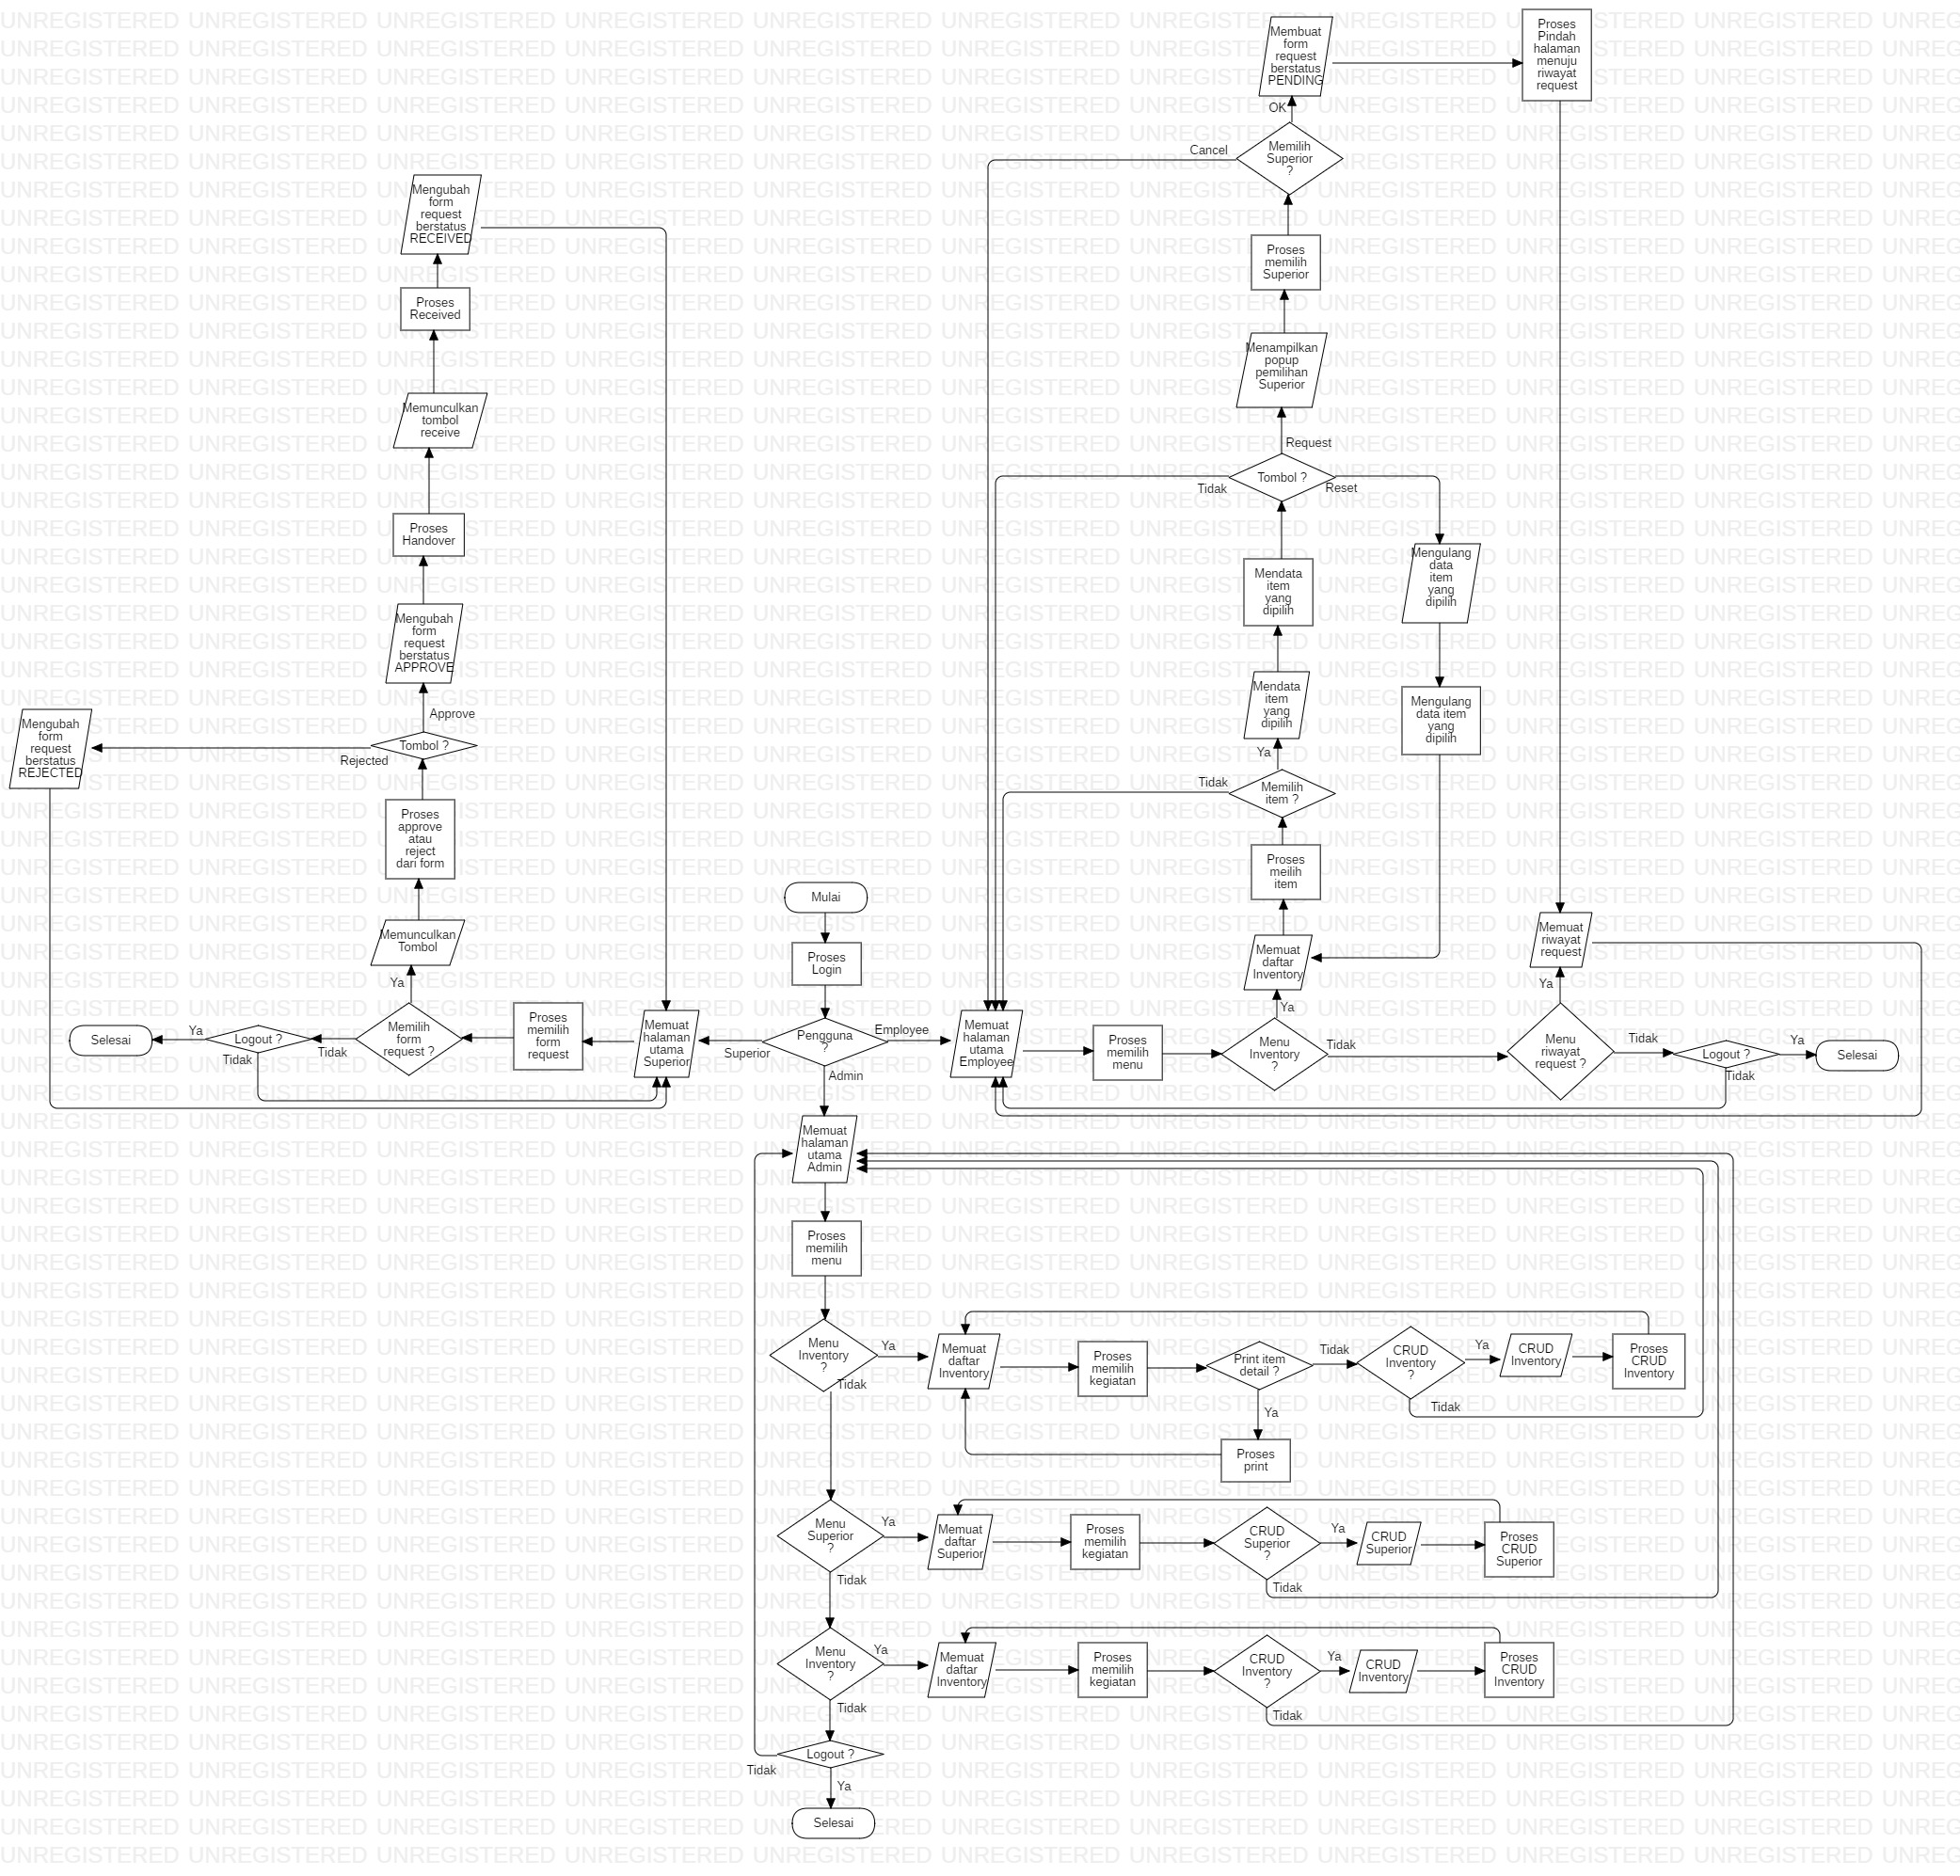 UNREGISTERED UNREGISTERED UNREGISTERED UNREGISTERED UNREGISTERED UNREGISTERED UNREGISTERED UNREGISTERED UNREGISTERED UNREGISTERED
Membuat
form
request
berstatus
PENDING
Proses
Pindah
halaman
menuju
riwayat
request
OK
Memilih
Superior
?
Cancel
Proses
memilih
Superior
Menampilkan
popup
pemilihan
Superior
Request
Tombol ?
Tidak
Reset
Mendata
item
yang
dipilih
Mengulang
data
item
yang
dipilih
Mendata
item
yang
dipilih
Mengulang
data item
yang
dipilih
Ya
Memilih
item ?
Tidak
Proses
meilih
item
Memuat
daftar
Inventory
Ya
Memuat
riwayat
request
Ya
Mengubah
form
request
berstatus
RECEIVED
Proses
Received
Memunculkan
tombol
receive
Proses
Handover
Mengubah
form
request
berstatus
APPROVE
Approve
Tombol ?
Rejected
Mengubah
form
request
berstatus
REJECTED
Proses
approve
atau
reject
dari form
Memunculkan
Tombol
Ya
Memilih
form
request ?
Tidak
Logout ?
Ya
Tidak
Selesai
Proses
memilih
form
request
Memuat
halaman
utama
Superior
Mulai
Proses
Login
Pengguna
?
Superior
Employee
Admin
Memuat
halaman
utama
Employee
Proses
memilih
menu
Menu
Inventory
?
Tidak
Menu
riwayat
request ?
Tidak
Logout ?
Ya
Tidak
Selesai
Memuat
halaman
utama
Admin
Proses
memilih
menu
Menu
Inventory
?
Ya
Tidak
Memuat
daftar
Inventory
Proses
memilih
kegiatan
Print item
detail ?
Tidak
CRUD
Inventory
?
Ya
CRUD
Inventory
Proses
CRUD
Inventory
Tidak
Ya
Proses
print
Menu
Superior
?
Ya
Tidak
Memuat
daftar
Superior
Proses
memilih
kegiatan
CRUD
Superior
?
Ya
CRUD
Superior
Proses
CRUD
Superior
Tidak
Menu
Inventory
?
Ya
Tidak
Memuat
daftar
Inventory
Proses
memilih
kegiatan
CRUD
Inventory
?
Ya
CRUD
Inventory
Proses
CRUD
Inventory
Tidak
Logout ?
Tidak
Ya
Selesai